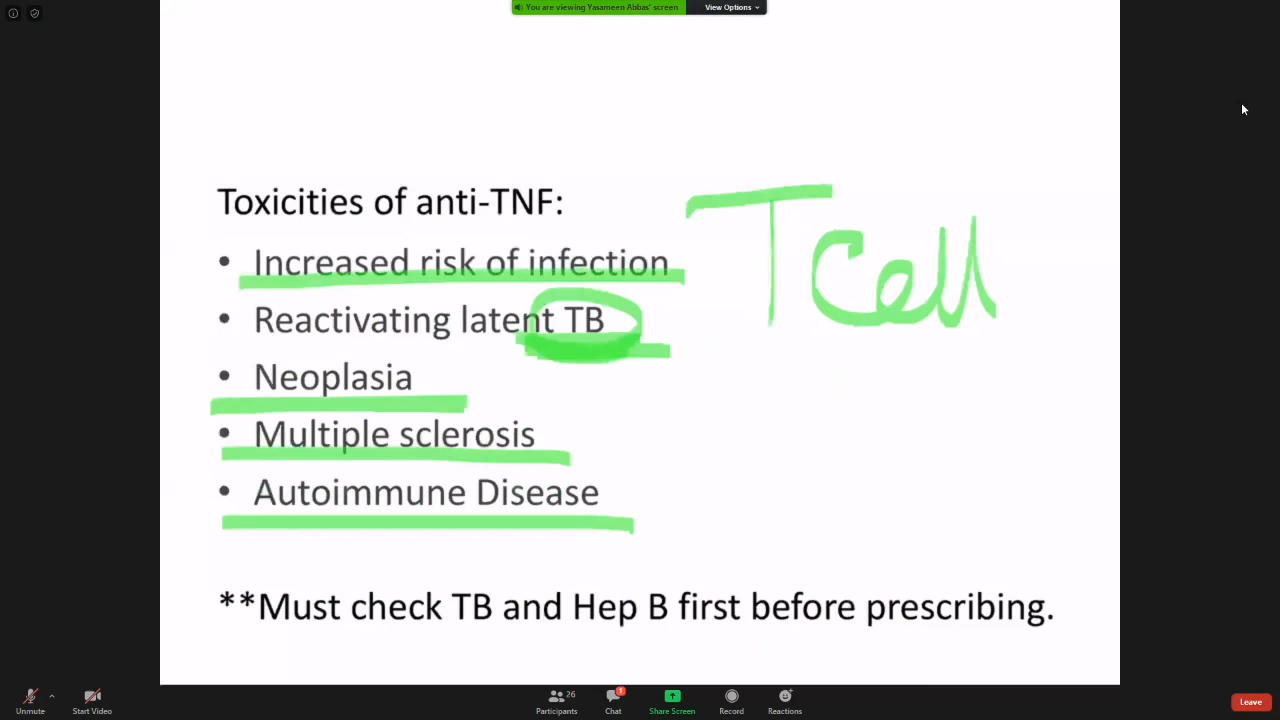 You are viewing Yasameen Abbas' screen
View Options
Toxicities of anti-TNF:
T cell
• Increased risk of infection
• Reactivating latent TB
• Neoplasia
• Multiple sclerosis
• Autoimmune Disease
**Must check TB and Hep B first before prescribing.
Unmute
Start Video
26
Participants
1
Chat
Share Screen
Record
Reactions
Leave